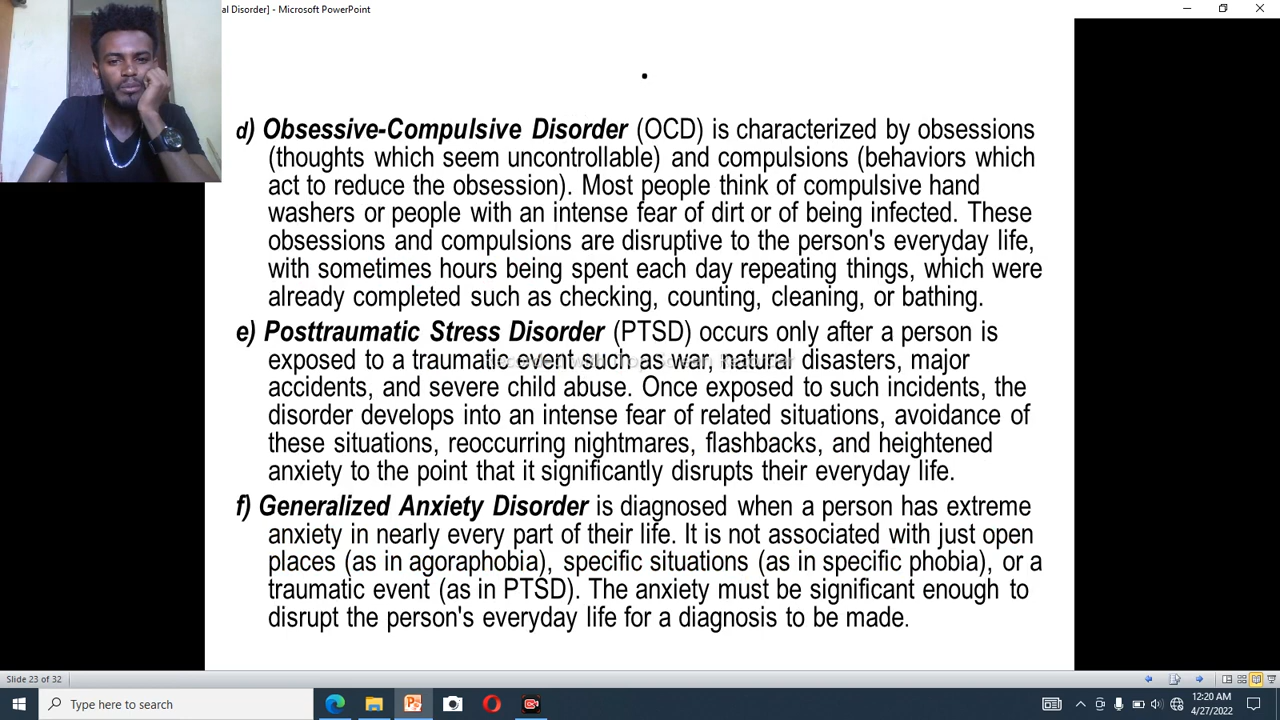 al Disorder] - Microsoft PowerPoint
.
d) Obsessive-Compulsive Disorder (OCD) is characterized by obsessions
(thoughts which seem uncontrollable) and compulsions (behaviors which
act to reduce the obsession). Most people think of compulsive hand
washers or people with an intense fear of dirt or of being infected. These
obsessions and compulsions are disruptive to the person's everyday life,
with sometimes hours being spent each day repeating things, which were
already completed such as checking, counting, cleaning, or bathing.
e) Posttraumatic Stress Disorder (PTSD) occurs only after a person is
exposed to a traumatic event such as war, natural disasters, major
accidents, and severe child abuse. Once exposed to such incidents, the
disorder develops into an intense fear of related situations, avoidance of
these situations, reoccurring nightmares, flashbacks, and heightened
anxiety to the point that it significantly disrupts their everyday life.
f) Generalized Anxiety Disorder is diagnosed when a person has extreme
anxiety in nearly every part of their life. It is not associated with just open
places (as in agoraphobia), specific situations (as in specific phobia), or a
traumatic event (as in PTSD). The anxiety must be significant enough to
disrupt the person's everyday life for a diagnosis to be made.
Slide 23 of 32
Type here to search
12:20 AM
4/27/2022